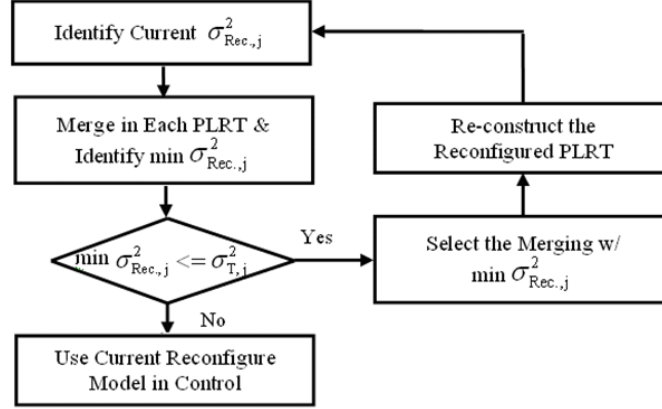 Identify Current σ²Rec.,j
Merge in Each PLRT &
Identify min σ²Rec.,j
min σ²Rec.,j <= σ²T,j
Yes
No
Use Current Reconfigure
Model in Control
Re-construct the
Reconfigured PLRT
Select the Merging w/
min σ²Rec.,j